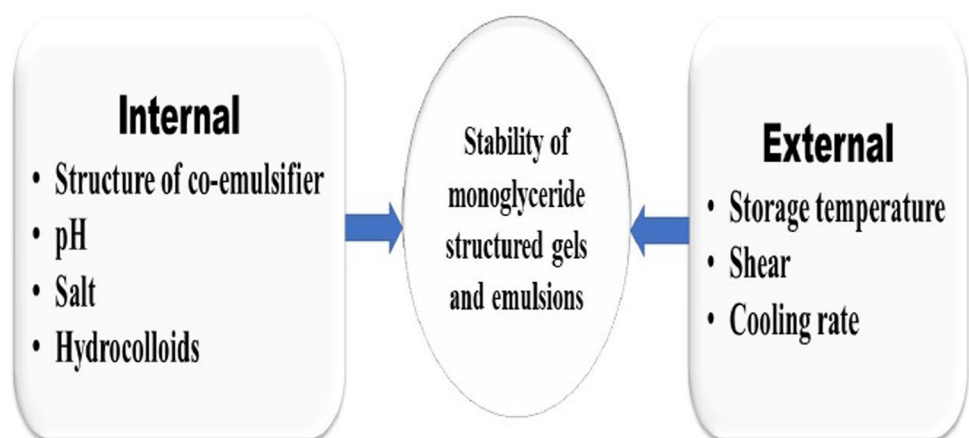 Internal
• Structure of co-emulsifier
• pH
• Salt
• Hydrocolloids
Stability of
monoglyceride
structured gels
and emulsions
External
• Storage temperature
• Shear
• Cooling rate